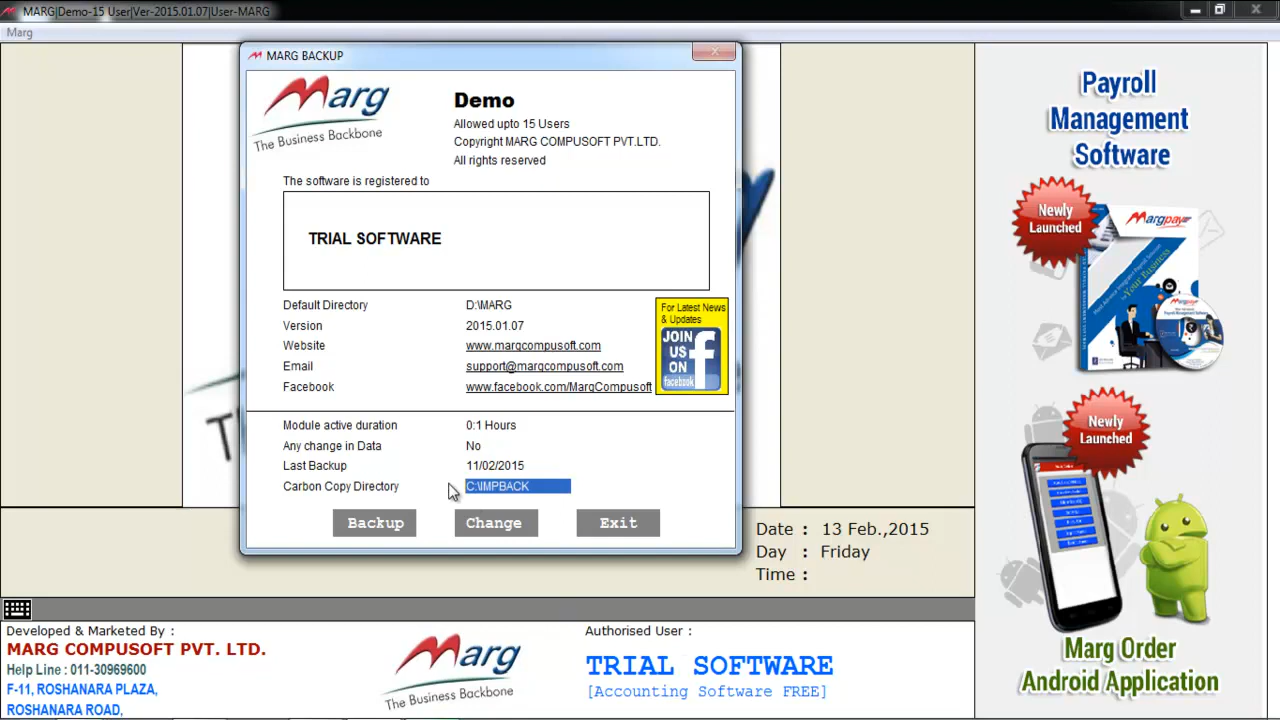 MARG|Demo-15 User|Ver-2015.01.07|User-MARG
Marg
MARG BACKUP
Marg
The Business Backbone
Demo
Allowed upto 15 Users
Copyright MARG COMPUSOFT PVT.LTD.
All rights reserved
The software is registered to
TRIAL SOFTWARE
Default Directory D:\MARG
Version 2015.01.07
Website www.margcompusoft.com
Email support@margcompusoft.com
Facebook www.facebook.com/MargCompusoft
For Latest News
& Updates
JOIN
US
ON
facebook
Module active duration 0:1 Hours
Any change in Data No
Last Backup 11/02/2015
Carbon Copy Directory C:\IMPBACK
Backup Change Exit
Date : 13 Feb.,2015
Day : Friday
Time :
Payroll
Management
Software
Newly
Launched
Margpay
Your Business
Newly
Launched
Marg Order
Android Application
Developed & Marketed By :
MARG COMPUSOFT PVT. LTD.
Help Line : 011-30969600
F-11, ROSHANARA PLAZA,
ROSHANARA ROAD,
Marg
The Business Backbone
Authorised User :
TRIAL SOFTWARE
[Accounting Software FREE]